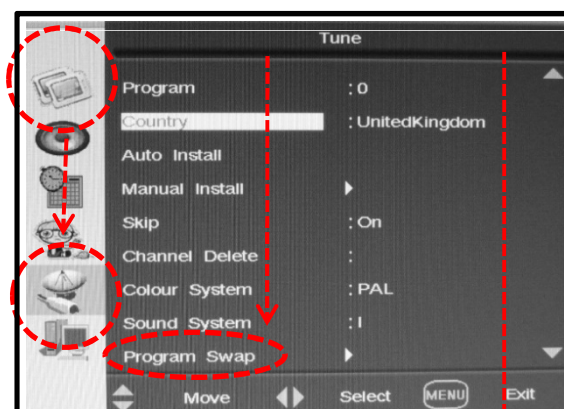 Tune
Program : 0
Country : UnitedKingdom
Auto Install
Manual Install
Skip : On
Channel Delete :
Colour System : PAL
Sound System : I
Program Swap
Move Select MENU Exit